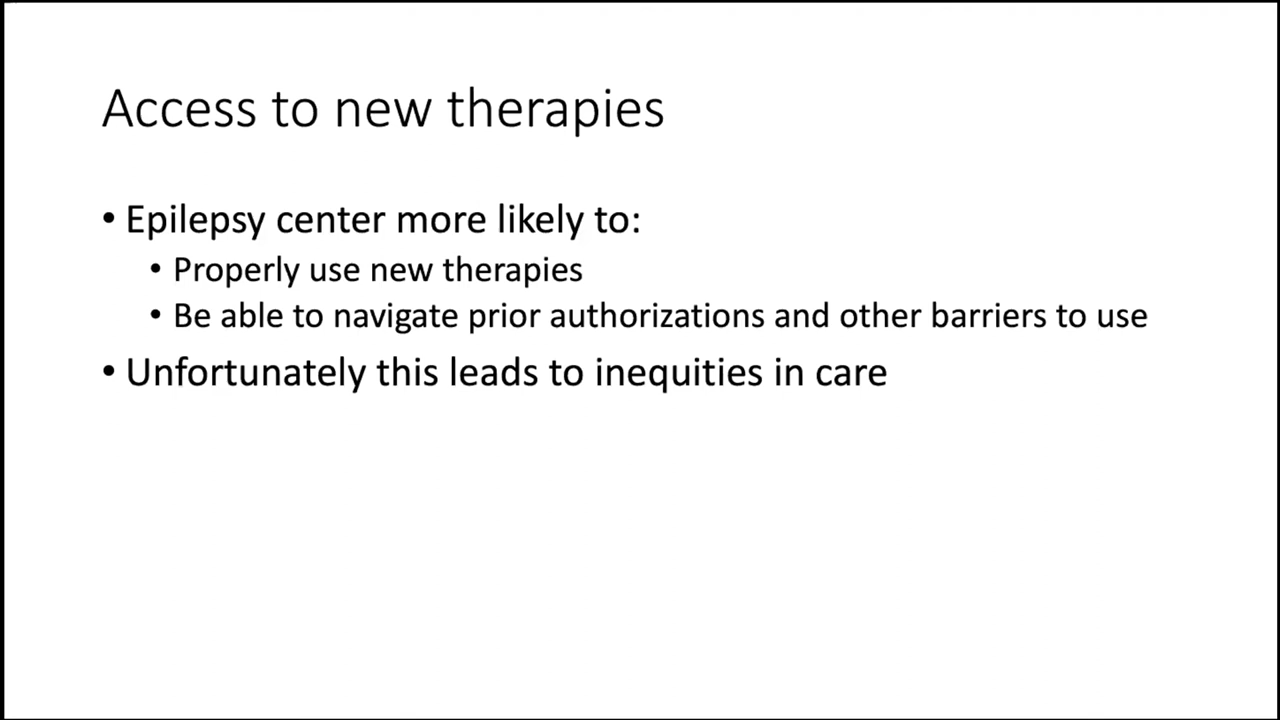 Access to new therapies
• Epilepsy center more likely to:
• Properly use new therapies
• Be able to navigate prior authorizations and other barriers to use
• Unfortunately this leads to inequities in care